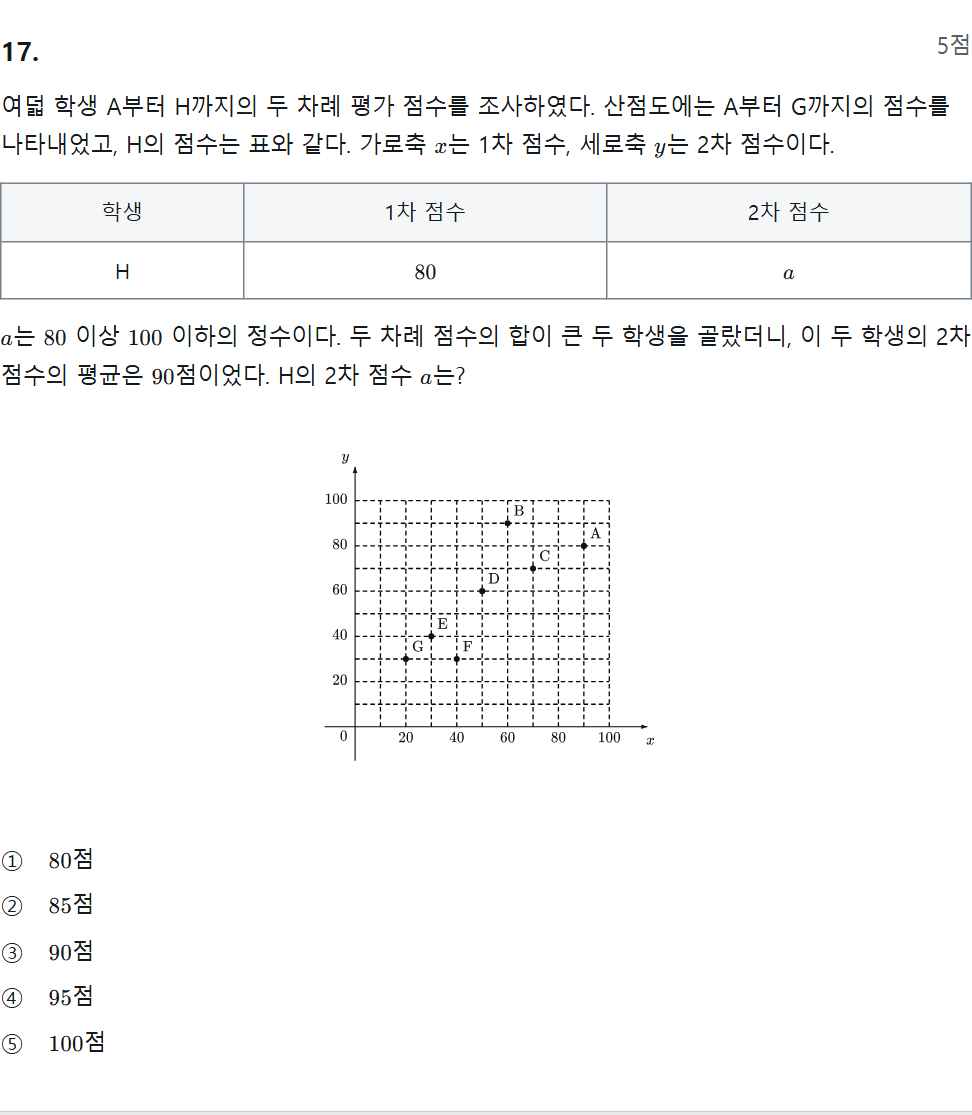 17.
5점
여덟 학생 A부터 H까지의 두 차례 평가 점수를 조사하였다. 산점도에는 A부터 G까지의 점수를
나타내었고, H의 점수는 표와 같다. 가로축 x는 1차 점수, 세로축 y는 2차 점수이다.
학생 1차 점수 2차 점수
H 80 a
a는 80 이상 100 이하의 정수이다. 두 차례 점수의 합이 큰 두 학생을 골랐더니, 이 두 학생의 2차
점수의 평균은 90점이었다. H의 2차 점수 a는?
y
100
B
A
80
C
60
D
40
E
G F
20
0 20 40 60 80 100 x
① 80점
② 85점
③ 90점
④ 95점
⑤ 100점